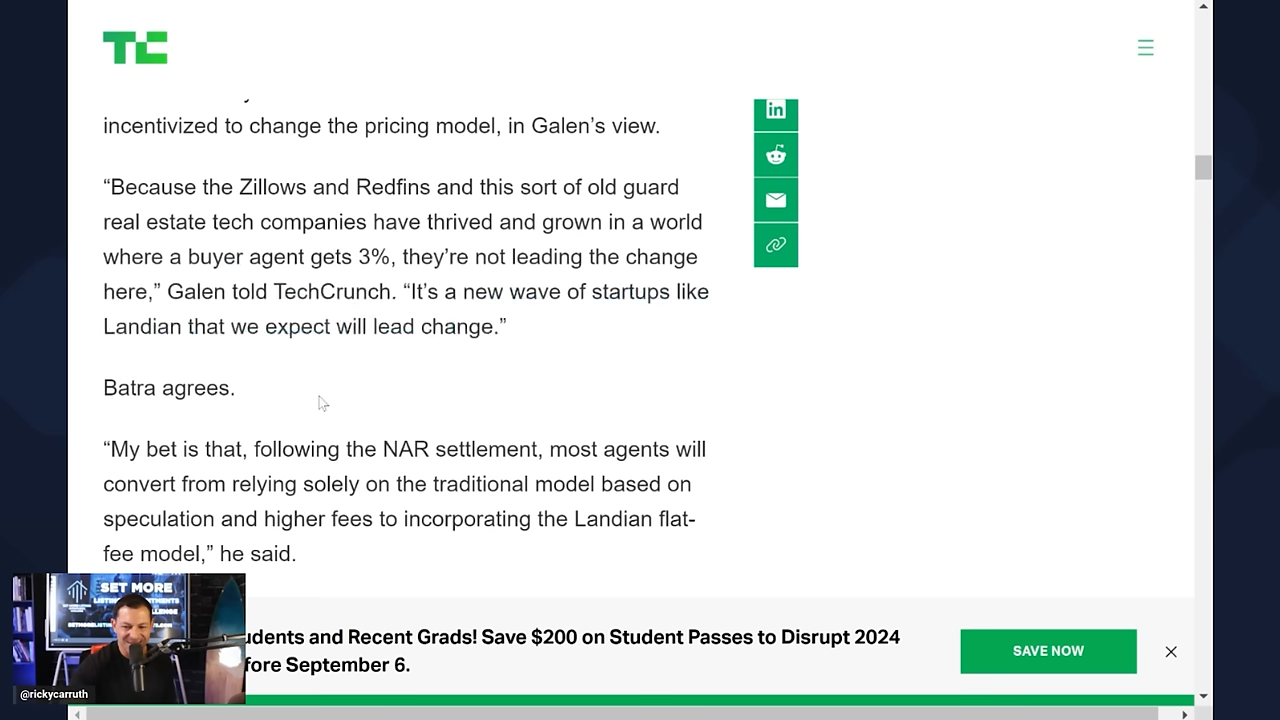 TC
incentivized to change the pricing model, in Galen’s view.
“Because the Zillows and Redfins and this sort of old guard
real estate tech companies have thrived and grown in a world
where a buyer agent gets 3%, they’re not leading the change
here,” Galen told TechCrunch. “It’s a new wave of startups like
Landian that we expect will lead change.”
Batra agrees.
“My bet is that, following the NAR settlement, most agents will
convert from relying solely on the traditional model based on
speculation and higher fees to incorporating the Landian flat-
fee model,” he said.
in
udents and Recent Grads! Save $200 on Student Passes to Disrupt 2024
fore September 6.
SAVE NOW
SET MORE
@rickycarruth